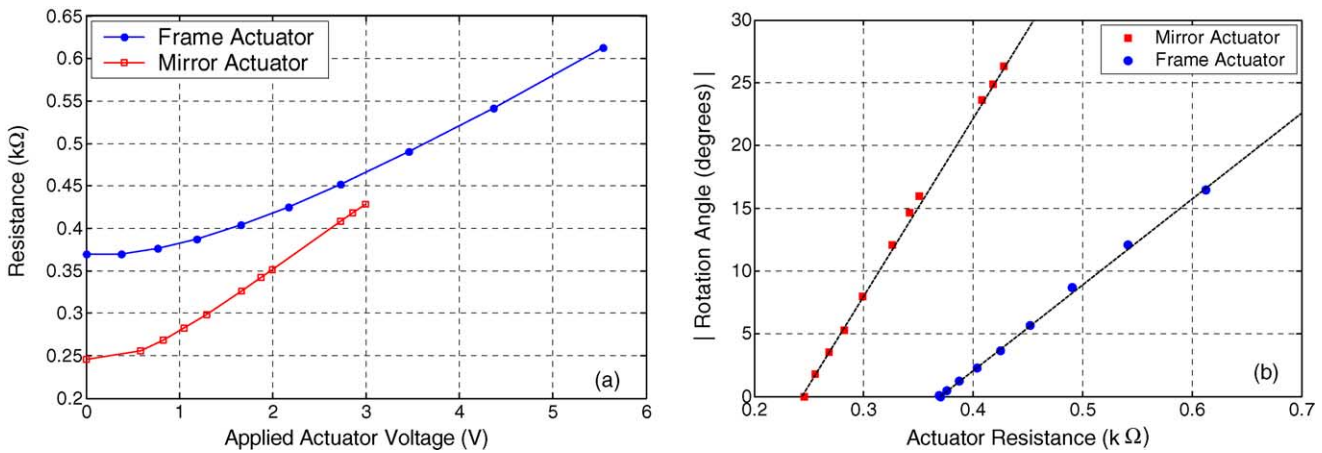 0.65
0.6
0.55
0.5
0.45
0.4
0.35
0.3
0.25
0.2
Resistance (kΩ)
Frame Actuator
Mirror Actuator
(a)
0 1 2 3 4 5 6
Applied Actuator Voltage (V)
30
25
20
15
10
5
0
| Rotation Angle (degrees) |
Mirror Actuator
Frame Actuator
(b)
0.2 0.3 0.4 0.5 0.6 0.7
Actuator Resistance (k Ω)